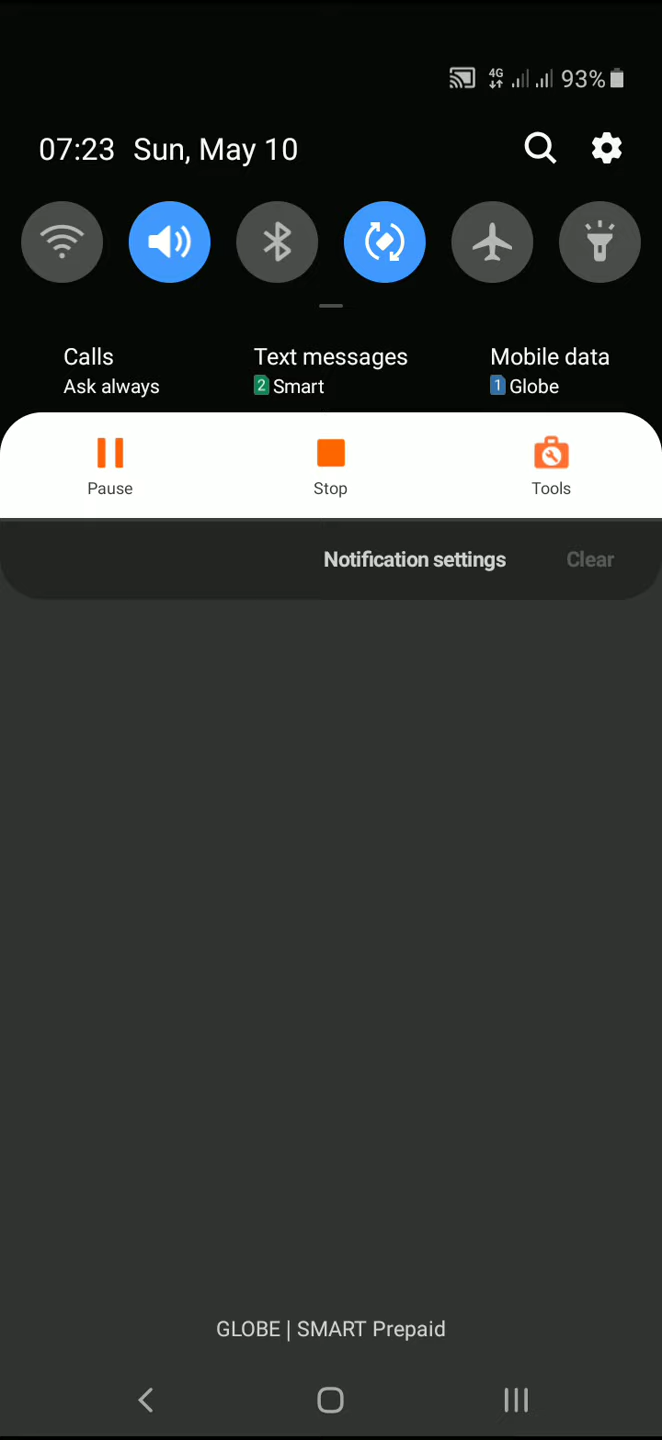 4G 93%
07:23 Sun, May 10
Calls Text messages Mobile data
Ask always 2 Smart 1 Globe
Pause Stop Tools
Notification settings Clear
GLOBE | SMART Prepaid